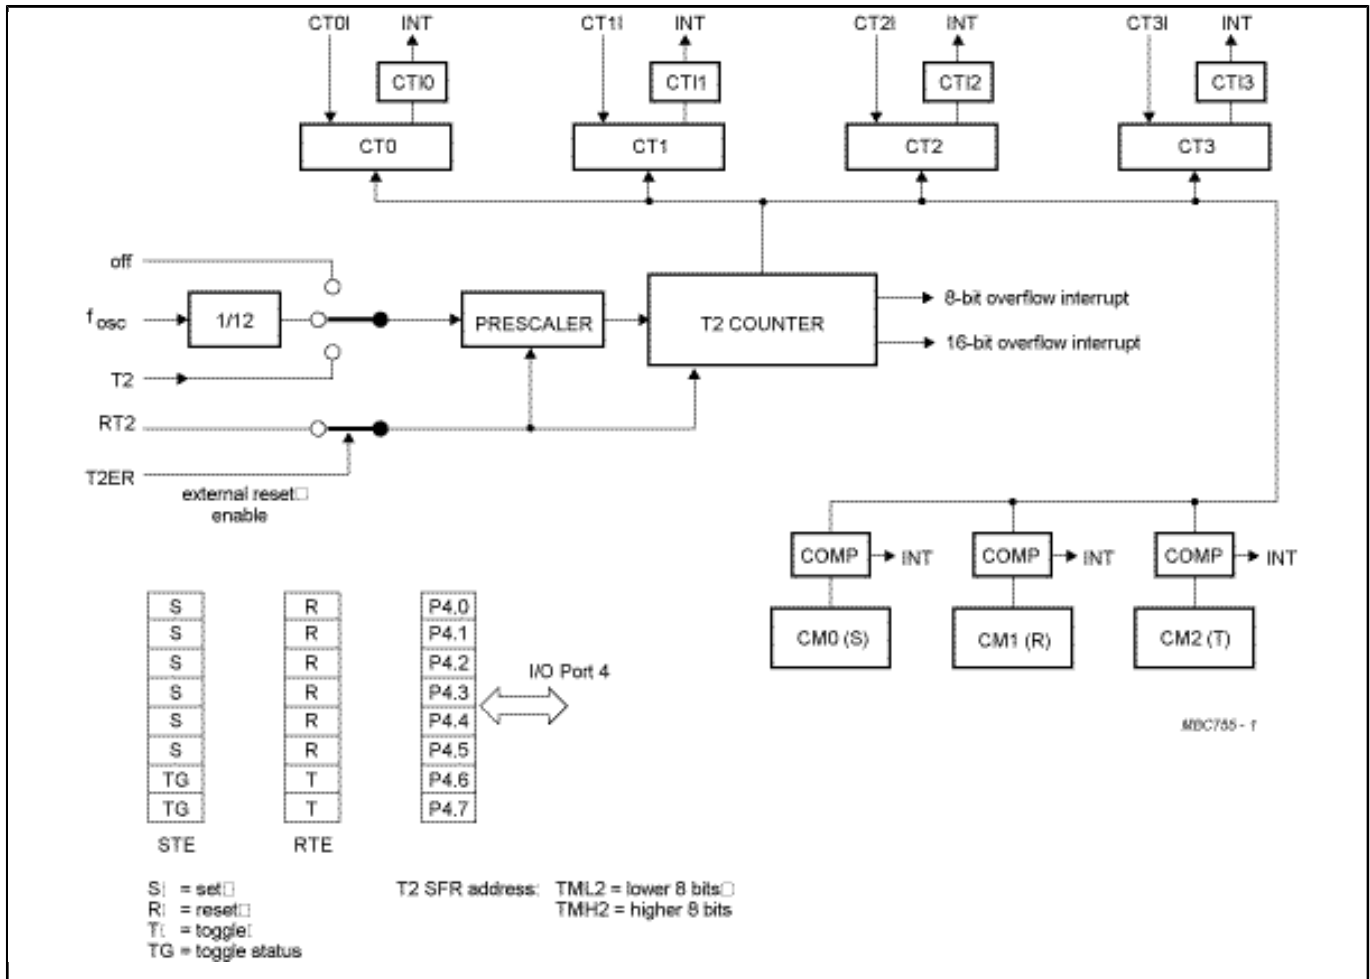 CT0I INT CT1I INT CT2I INT CT3I INT
CTI0 CTI1 CTI2 CTI3
CT0 CT1 CT2 CT3
off
f osc 1/12 PRESCALER T2 COUNTER
8-bit overflow interrupt
16-bit overflow interrupt
T2
RT2
T2ER
external reset
enable
COMP INT COMP INT COMP INT
CM0 (S) CM1 (R) CM2 (T)
S R P4.0
S R P4.1
S R P4.2
S R P4.3
S R P4.4
S R P4.5
TG T P4.6
TG T P4.7
I/O Port 4
STE RTE
MBC755 - 1
S = set
R = reset
T = toggle
TG = toggle status
T2 SFR address: TML2 = lower 8 bits
TMH2 = higher 8 bits